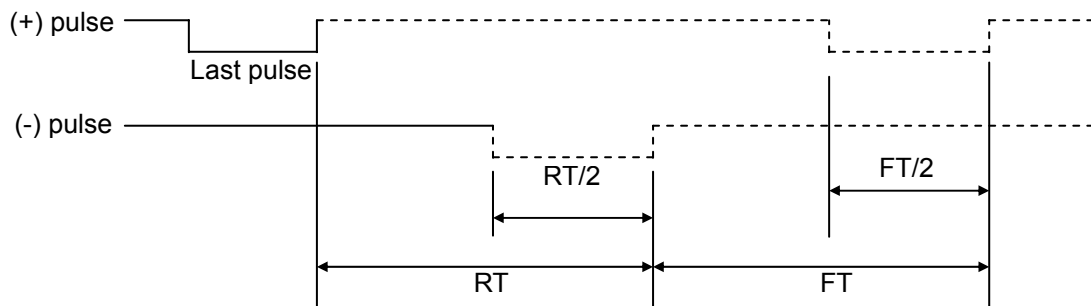 (+) pulse
Last pulse
(-) pulse
RT/2
FT/2
RT
FT